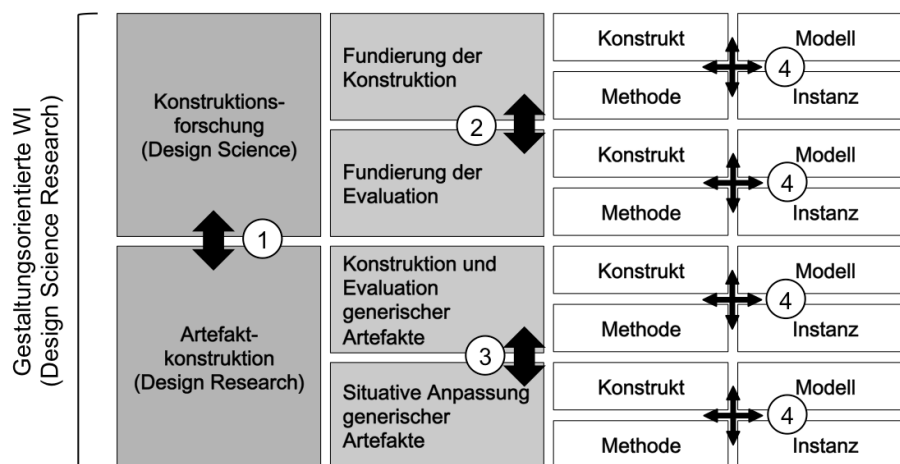 Gestaltungsorientierte WI
(Design Science Research)
Konstruktions-
forschung
(Design Science)
1
Artefakt-
konstruktion
(Design Research)
Fundierung der
Konstruktion
2
Fundierung der
Evaluation
Konstruktion und
Evaluation
generischer
Artefakte
3
Situative Anpassung
generischer
Artefakte
Konstrukt
Modell
4
Methode
Instanz
Konstrukt
Modell
4
Methode
Instanz
Konstrukt
Modell
4
Methode
Instanz
Konstrukt
Modell
4
Methode
Instanz